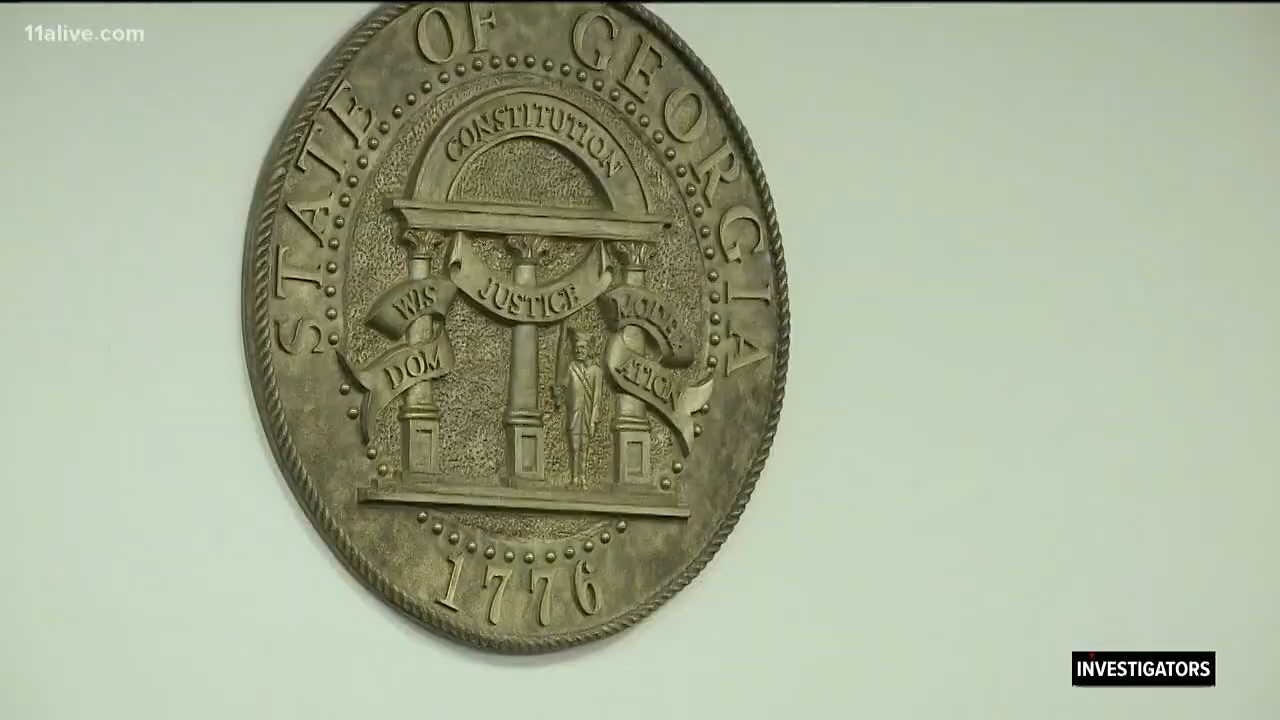 11alive.com
STATE OF GEORGIA
CONSTITUTION
WIS
JUSTICE
MODER
DOM
ATION
1776
INVESTIGATORS